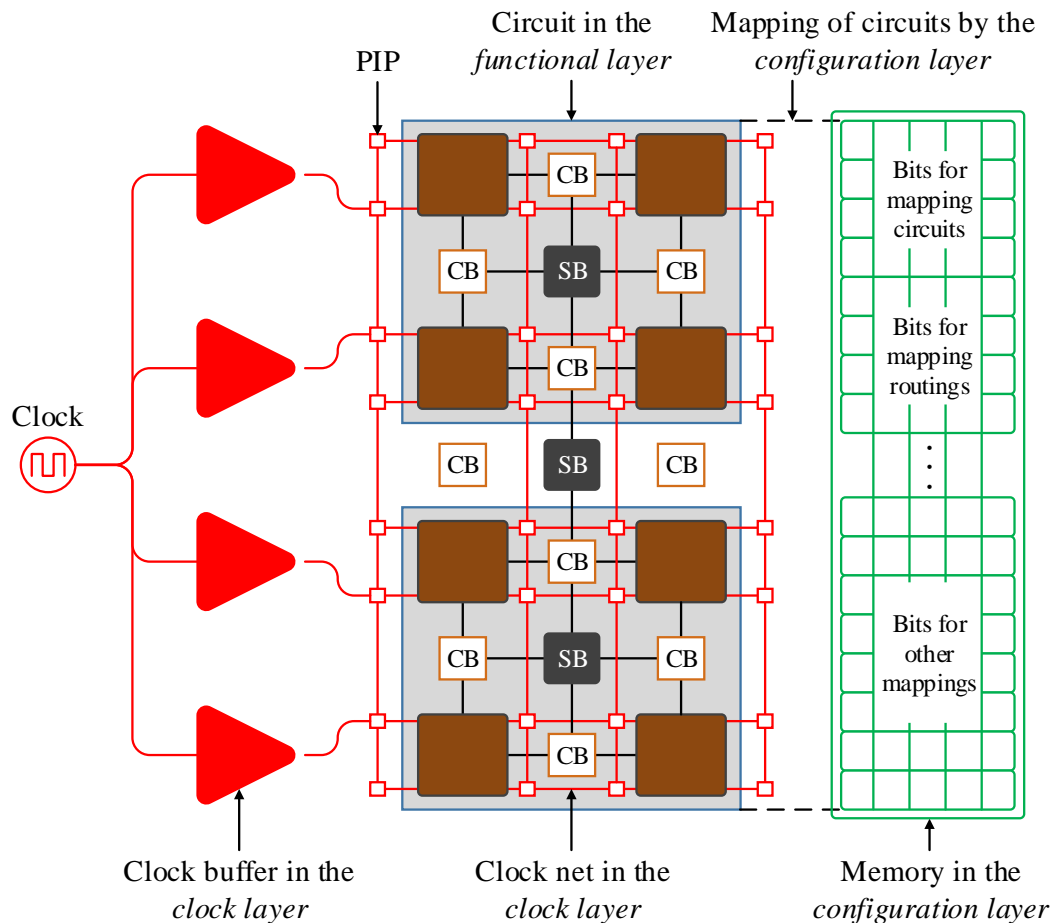 Circuit in the
functional layer
Mapping of circuits by the
configuration layer
PIP
CB
Bits for
mapping
circuits
CB
SB
CB
CB
Bits for
mapping
routings
Clock
CB
SB
CB
CB
CB
SB
CB
Bits for
other
mappings
CB
Clock buffer in the
clock layer
Clock net in the
clock layer
Memory in the
configuration layer